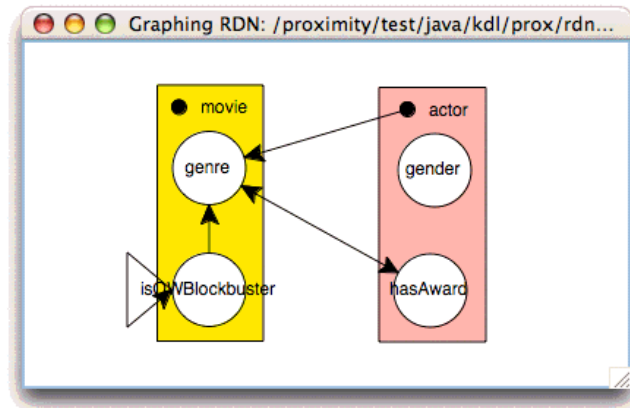 Graphing RDN: /proximity/test/java/kdl/prox/rdn...
movie
actor
genre
gender
isOWBlockbuster
hasAward